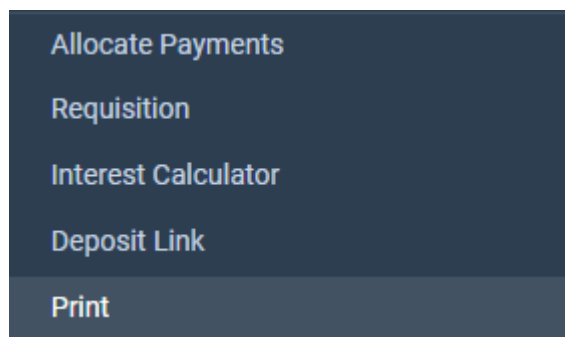 Allocate Payments
Requisition
Interest Calculator
Deposit Link
Print